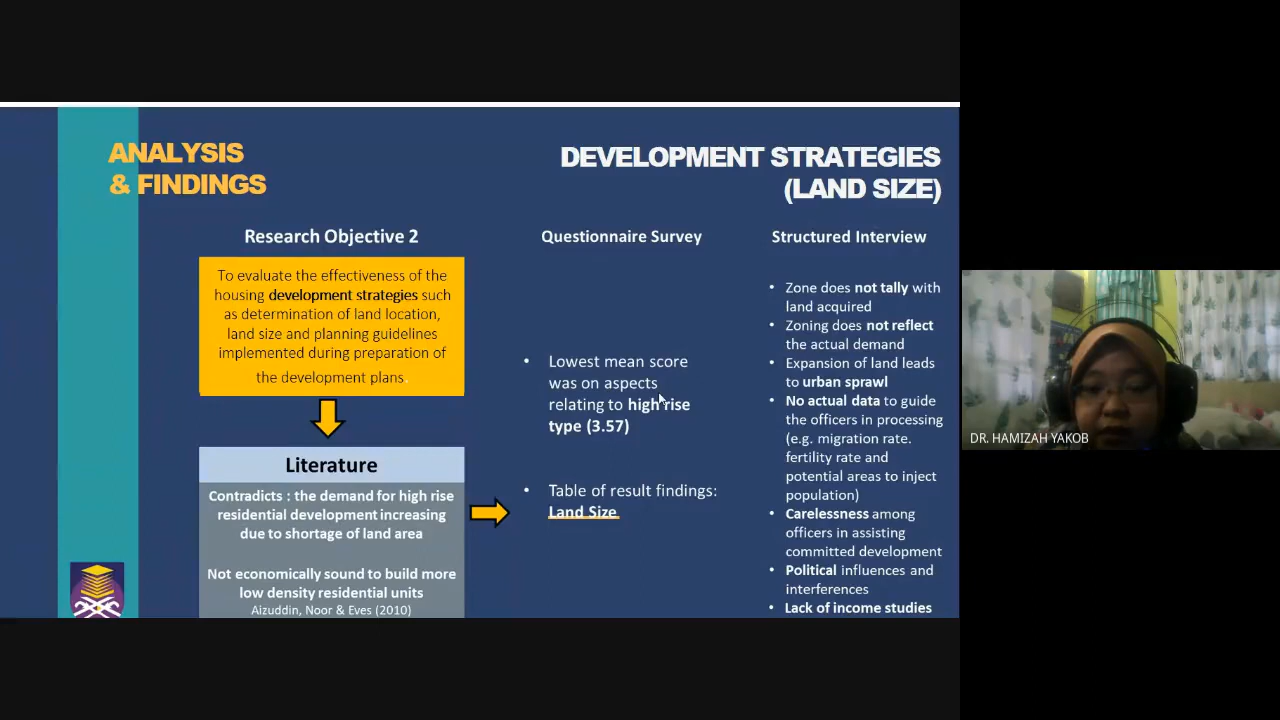 ANALYSIS
& FINDINGS
DEVELOPMENT STRATEGIES
(LAND SIZE)
Research Objective 2
To evaluate the effectiveness of the
housing development strategies such
as determination of land location,
land size and planning guidelines
implemented during preparation of
the development plans.
Literature
Contradicts : the demand for high rise
residential development increasing
due to shortage of land area
Not economically sound to build more
low density residential units
Aizuddin, Noor & Eves (2010)
Questionnaire Survey
• Lowest mean score
was on aspects
relating to high rise
type (3.57)
• Table of result findings:
Land Size
Structured Interview
• Zone does not tally with
land acquired
• Zoning does not reflect
the actual demand
• Expansion of land leads
to urban sprawl
• No actual data to guide
the officers in processing
(e.g. migration rate.
fertility rate and
potential areas to inject
population)
• Carelessness among
officers in assisting
committed development
• Political influences and
interferences
• Lack of income studies
DR. HAMIZAH YAKOB